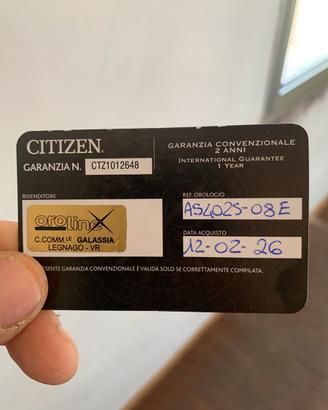 CITIZEN®
GARANZIA CONVENZIONALE
2 ANNI
INTERNATIONAL GUARANTEE
1 YEAR
GARANZIA N. CTZ1012648
RIVENDITORE
oroline
C.COMM.LE GALASSIA
LEGNAGO - VR
REF. OROLOGIO
AS4025-08E
DATA ACQUISTO
12-02-26
SENTE GARANZIA CONVENZIONALE È VALIDA SOLO SE CORRETTAMENTE COMPILATA.